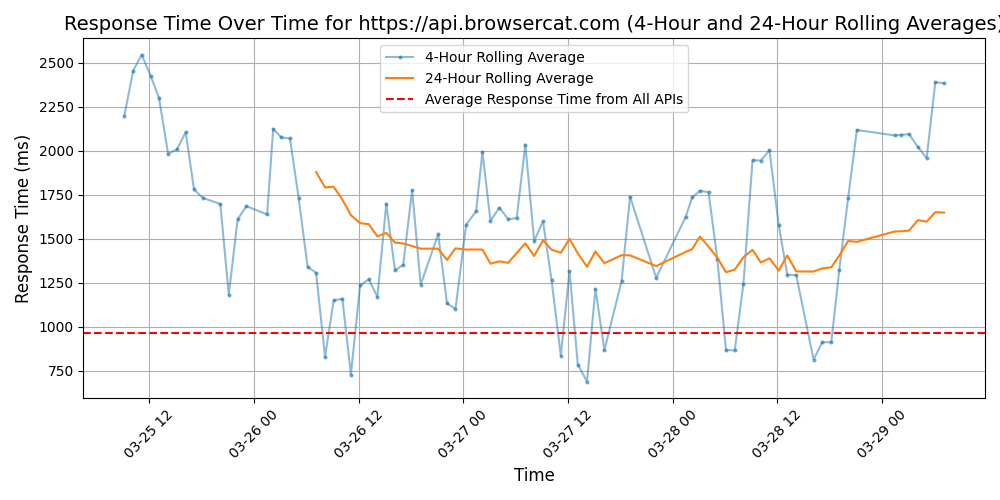 Response Time Over Time for https://api.browsercat.com (4-Hour and 24-Hour Rolling Averages)
4-Hour Rolling Average
24-Hour Rolling Average
Average Response Time from All APIs
Response Time (ms)
2500
2250
2000
1750
1500
1250
1000
750
03-25 12
03-26 00
03-26 12
03-27 00
03-27 12
03-28 00
03-28 12
03-29 00
Time